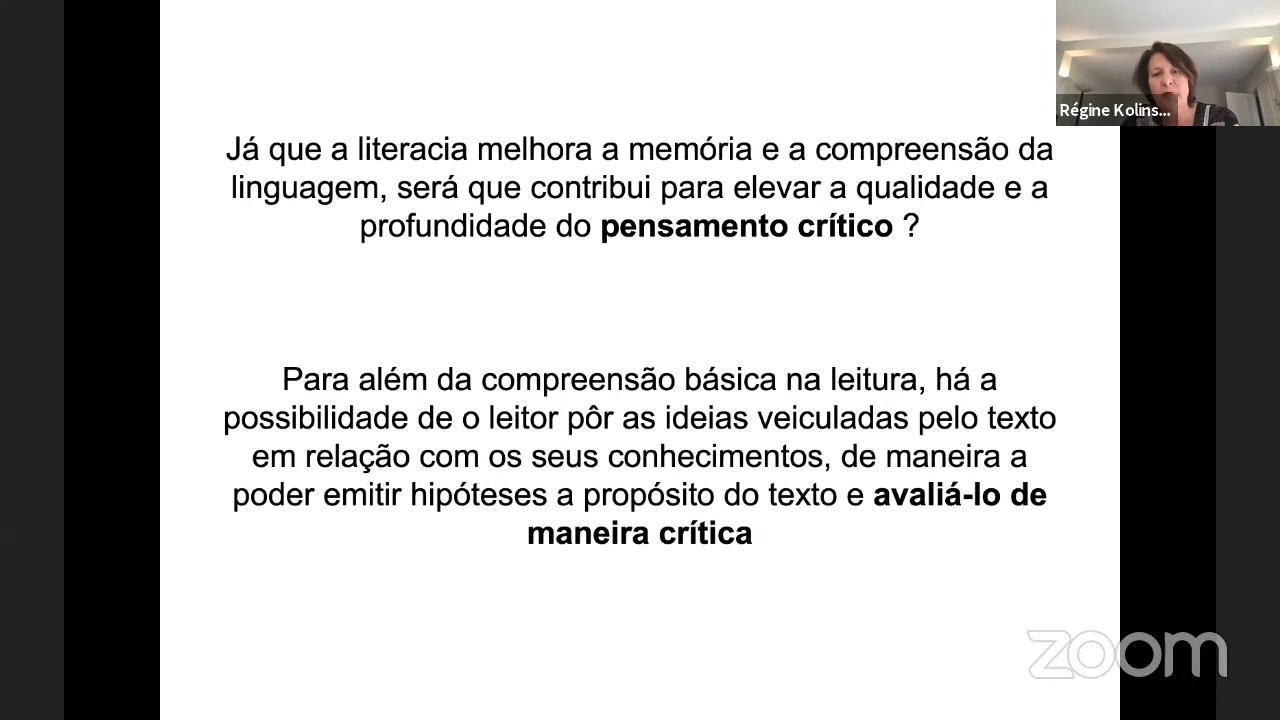 Régine Kolins...
Já que a literacia melhora a memória e a compreensão da
linguagem, será que contribui para elevar a qualidade e a
profundidade do pensamento crítico ?
Para além da compreensão básica na leitura, há a
possibilidade de o leitor pôr as ideias veiculadas pelo texto
em relação com os seus conhecimentos, de maneira a
poder emitir hipóteses a propósito do texto e avaliá-lo de
maneira crítica
zoom